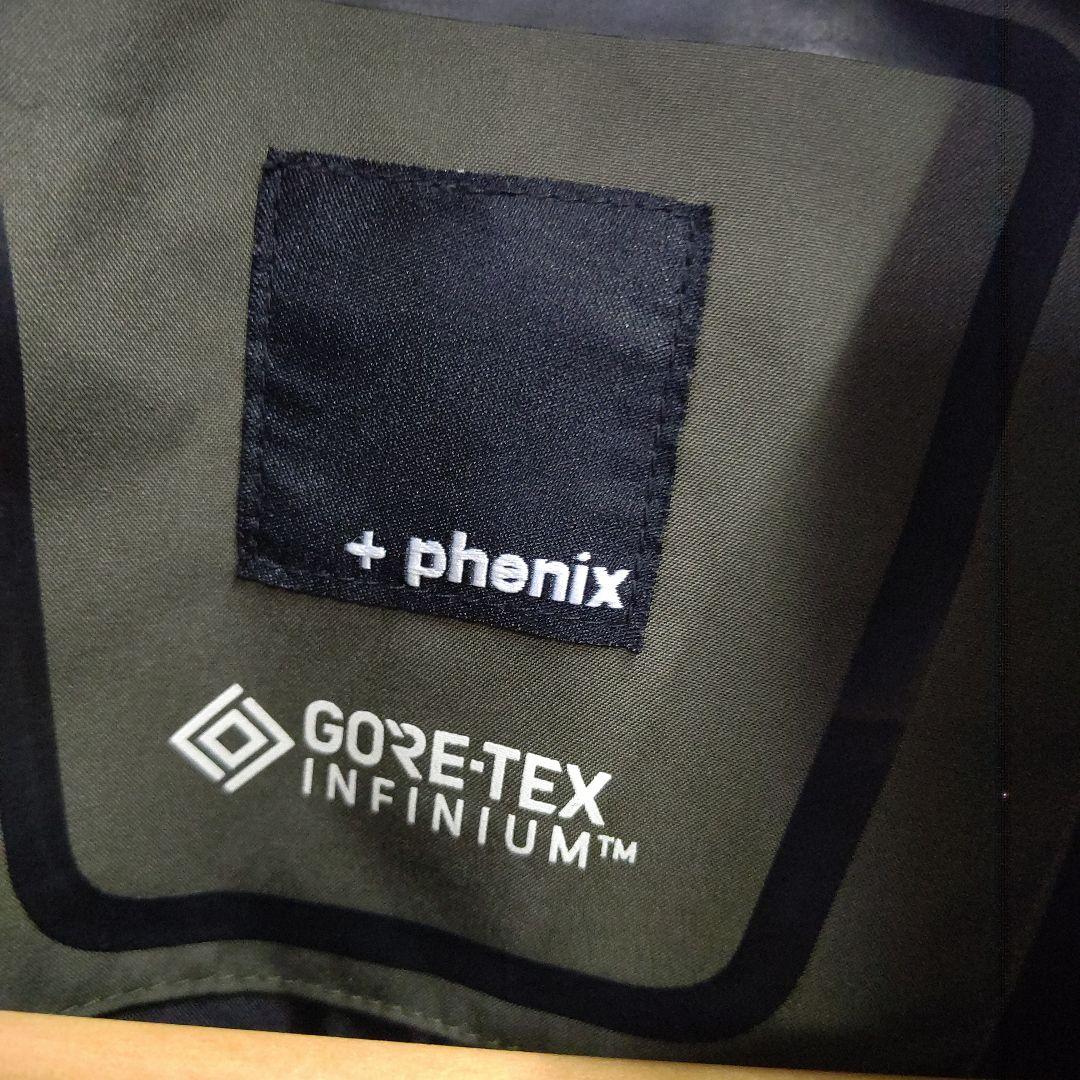 + phenix
GORE-TEX
INFINIUM™